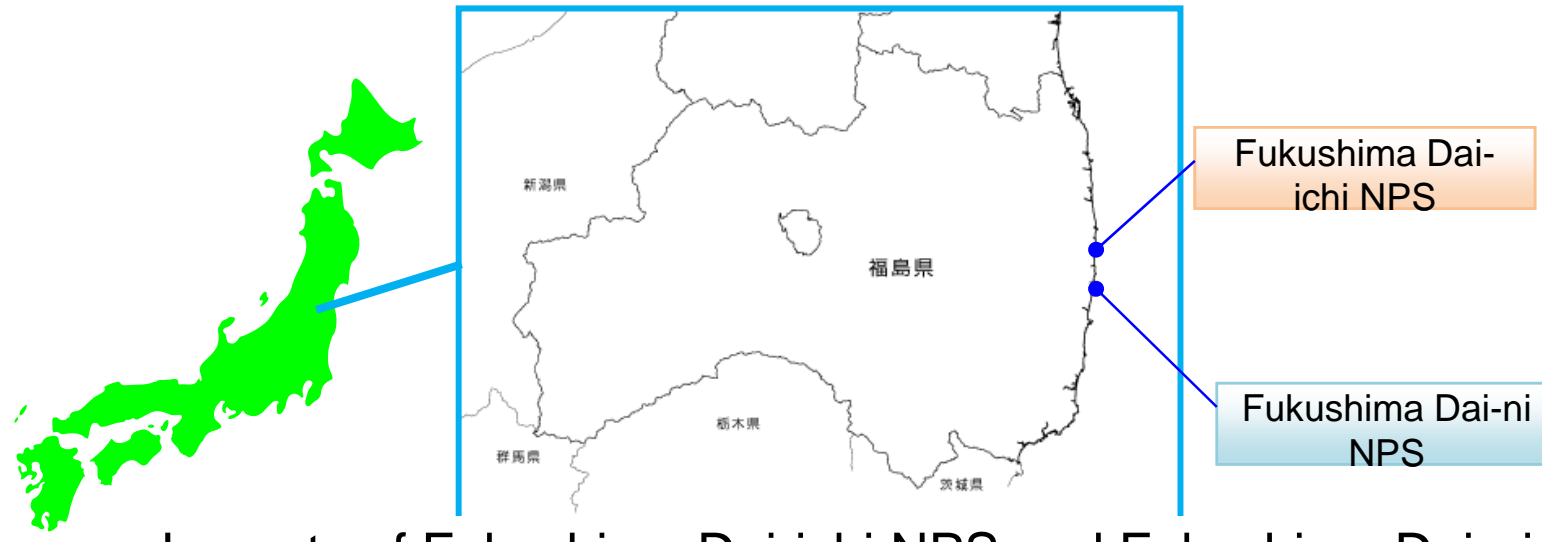 新潟県
福島県
栃木県
群馬県
茨城県
Fukushima Dai-
ichi NPS
Fukushima Dai-ni
NPS